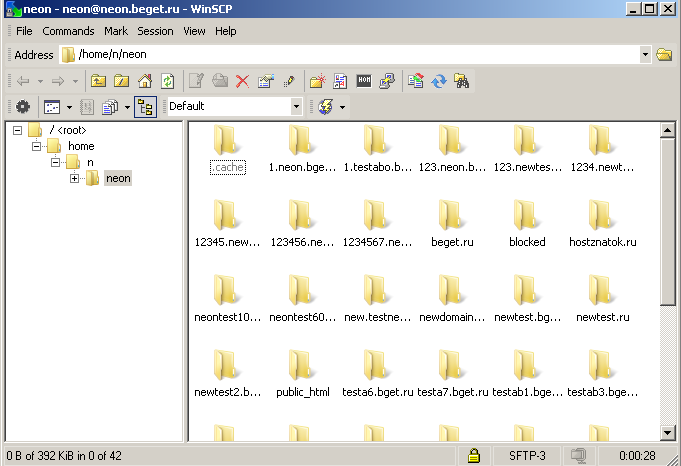 neon - neon@neon.beget.ru - WinSCP
File Commands Mark Session View Help
Address /home/n/neon
Default
/ <root>
home
n
neon
.cache 1.neon.bge... 1.testabo.b... 123.neon.b... 123.newtes... 1234.newt...
12345.new... 123456.ne... 1234567.ne... beget.ru blocked hostznatok.ru
neontest10... neontest60... new.testne... newdomain... newtest.bg... newtest.ru
newtest2.b... public_html testa6.bget.ru testa7.bget.ru testab1.bge... testab3.bge...
0 B of 392 KiB in 0 of 42 SFTP-3 0:00:28